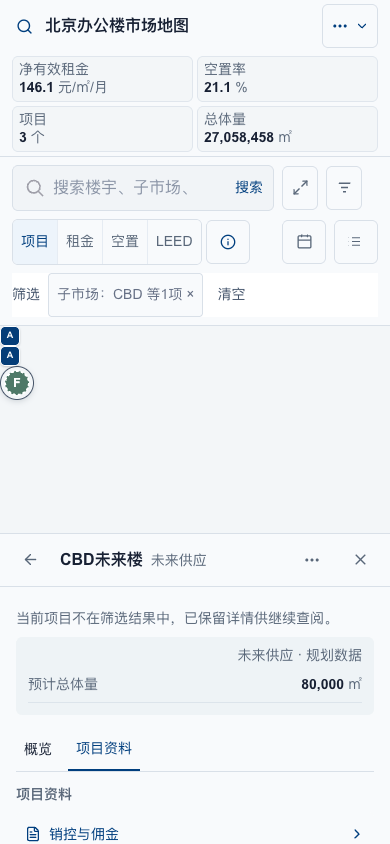 北京办公楼市场地图
净有效租金
146.1 元/㎡/月
空置率
21.1 %
项目
3 个
总体量
27,058,458 ㎡
搜索楼宇、子市场、
搜索
项目
租金
空置
LEED
筛选
子市场：CBD 等1项 ×
清空
A
A
F
CBD未来楼 未来供应
当前项目不在筛选结果中，已保留详情供继续查阅。
未来供应 · 规划数据
预计总体量
80,000 ㎡
概览
项目资料
项目资料
销控与佣金